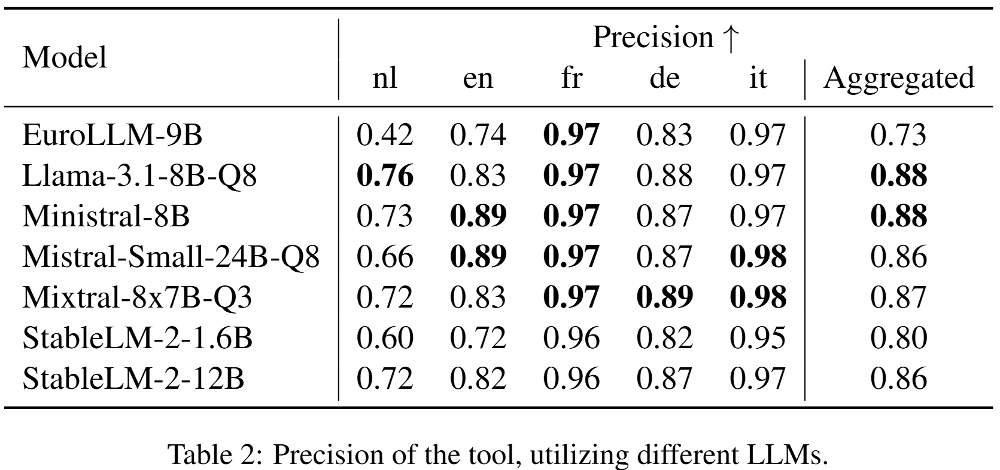 Model
Precision ↑
nl en fr de it Aggregated
EuroLLM-9B 0.42 0.74 0.97 0.83 0.97 0.73
Llama-3.1-8B-Q8 0.76 0.83 0.97 0.88 0.97 0.88
Ministral-8B 0.73 0.89 0.97 0.87 0.97 0.88
Mistral-Small-24B-Q8 0.66 0.89 0.97 0.87 0.98 0.86
Mixtral-8x7B-Q3 0.72 0.83 0.97 0.89 0.98 0.87
StableLM-2-1.6B 0.60 0.72 0.96 0.82 0.95 0.80
StableLM-2-12B 0.72 0.82 0.96 0.87 0.97 0.86
Table 2: Precision of the tool, utilizing different LLMs.